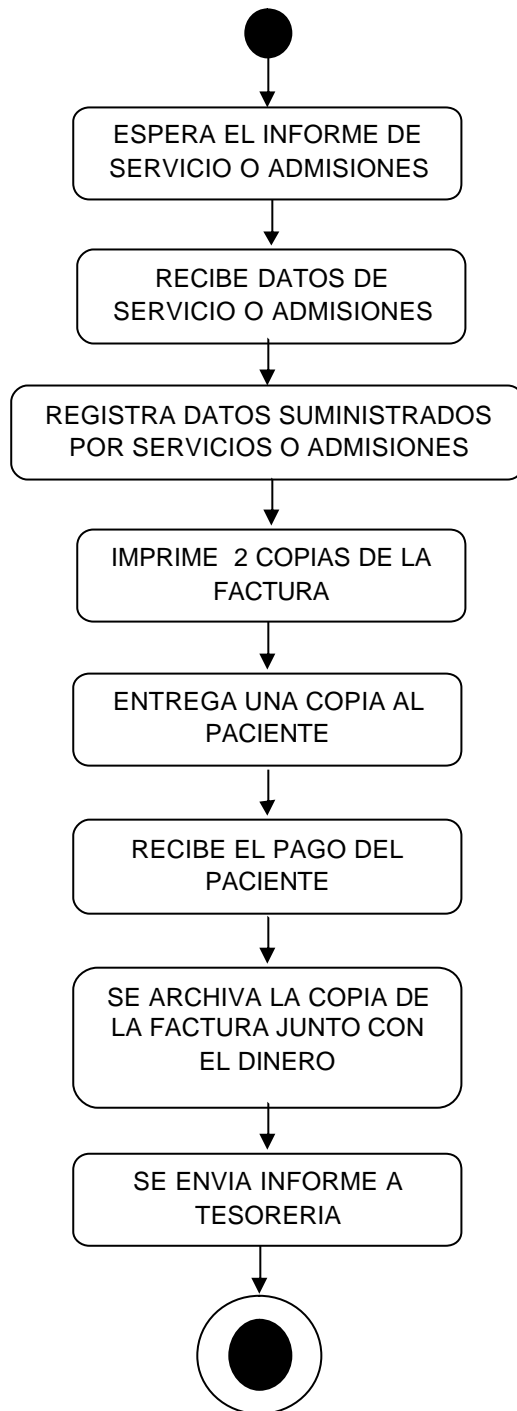 ESPERA EL INFORME DE
SERVICIO O ADMISIONES
RECIBE DATOS DE
SERVICIO O ADMISIONES
REGISTRA DATOS SUMINISTRADOS
POR SERVICIOS O ADMISIONES
IMPRIME 2 COPIAS DE LA
FACTURA
ENTREGA UNA COPIA AL
PACIENTE
RECIBE EL PAGO DEL
PACIENTE
SE ARCHIVA LA COPIA DE
LA FACTURA JUNTO CON
EL DINERO
SE ENVIA INFORME A
TESORERIA